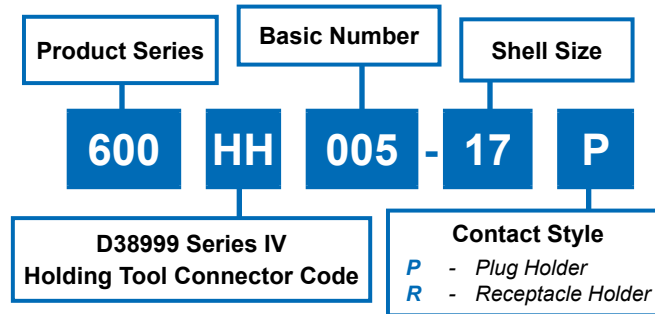 Basic Number
Product Series
Shell Size
600 HH 005 - 17 P
D38999 Series IV
Holding Tool Connector Code
Contact Style
P - Plug Holder
R - Receptacle Holder